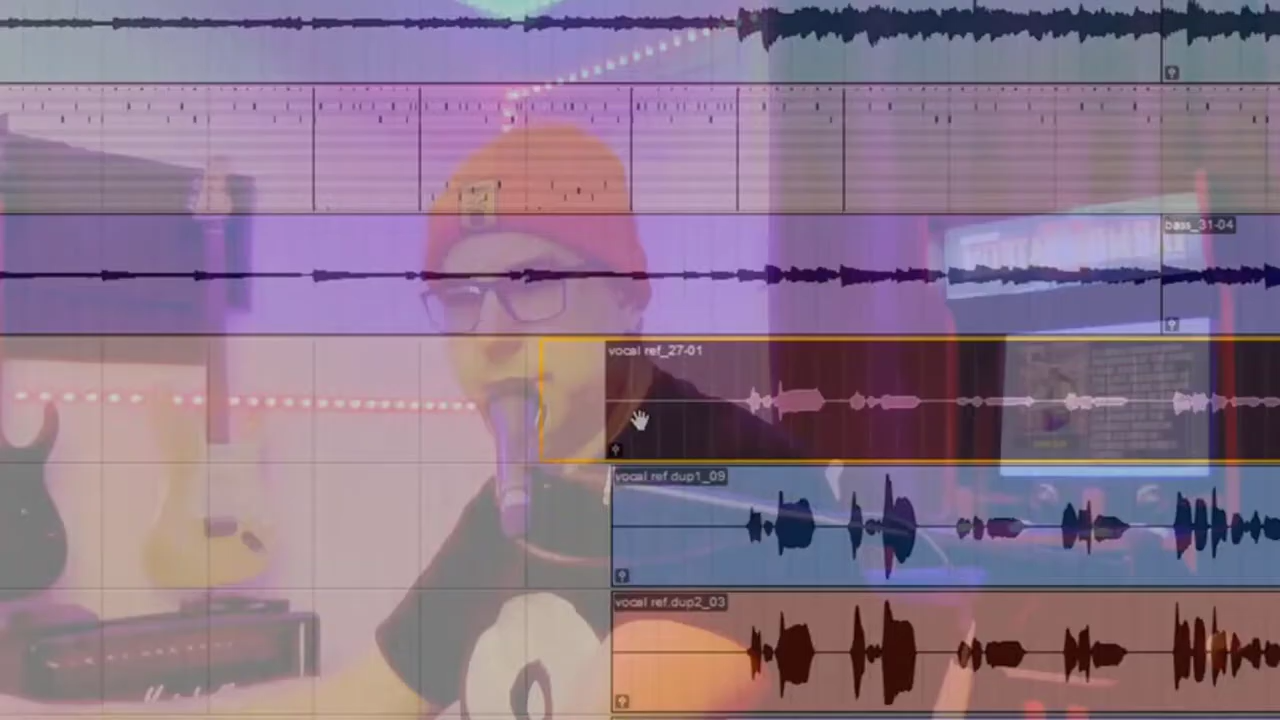 bass_31-04
vocal ref_27-01
vocal ref.dup1_09
vocal ref.dup2_03